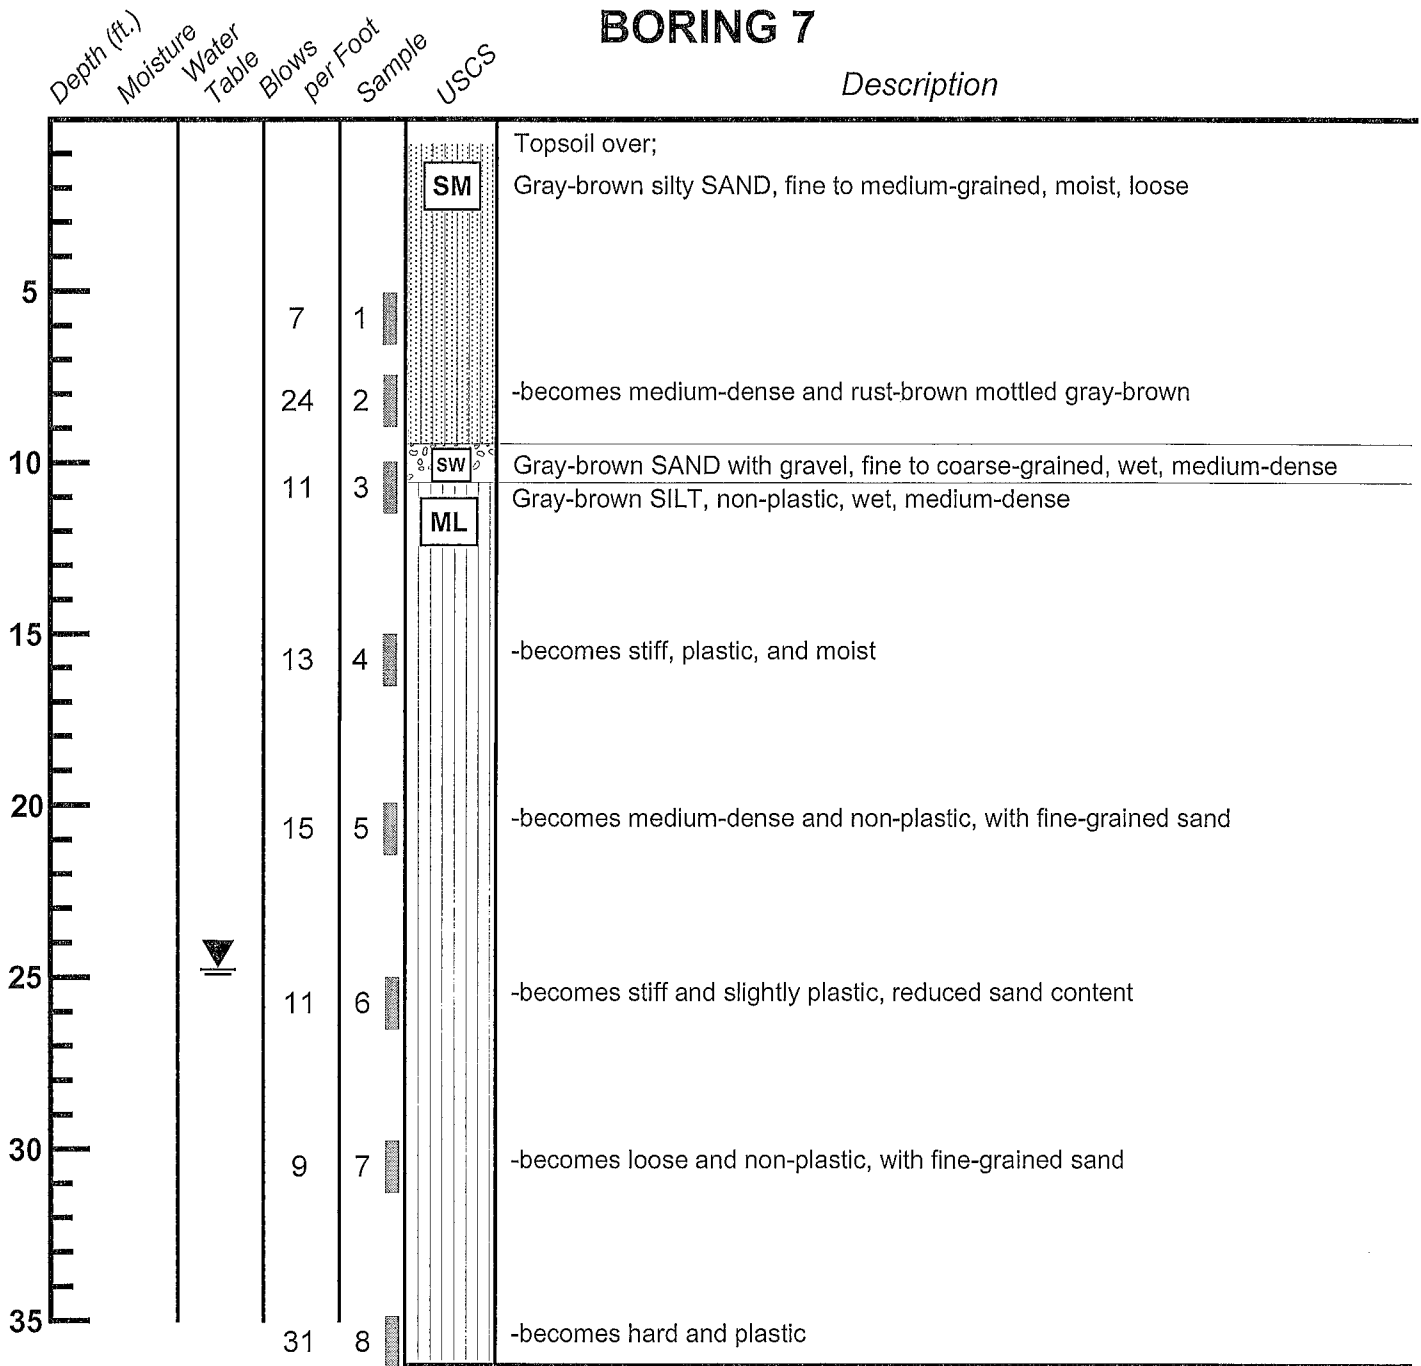 BORING 7
Depth (ft.)
Moisture
Water
Table
Blows
per Foot
Sample
USCS
Description
Topsoil over;
SM
Gray-brown silty SAND, fine to medium-grained, moist, loose
5
7 1
24 2 -becomes medium-dense and rust-brown mottled gray-brown
10 SW Gray-brown SAND with gravel, fine to coarse-grained, wet, medium-dense
11 3 Gray-brown SILT, non-plastic, wet, medium-dense
ML
15
13 4 -becomes stiff, plastic, and moist
20
15 5 -becomes medium-dense and non-plastic, with fine-grained sand
25
11 6 -becomes stiff and slightly plastic, reduced sand content
30
9 7 -becomes loose and non-plastic, with fine-grained sand
35
31 8 -becomes hard and plastic